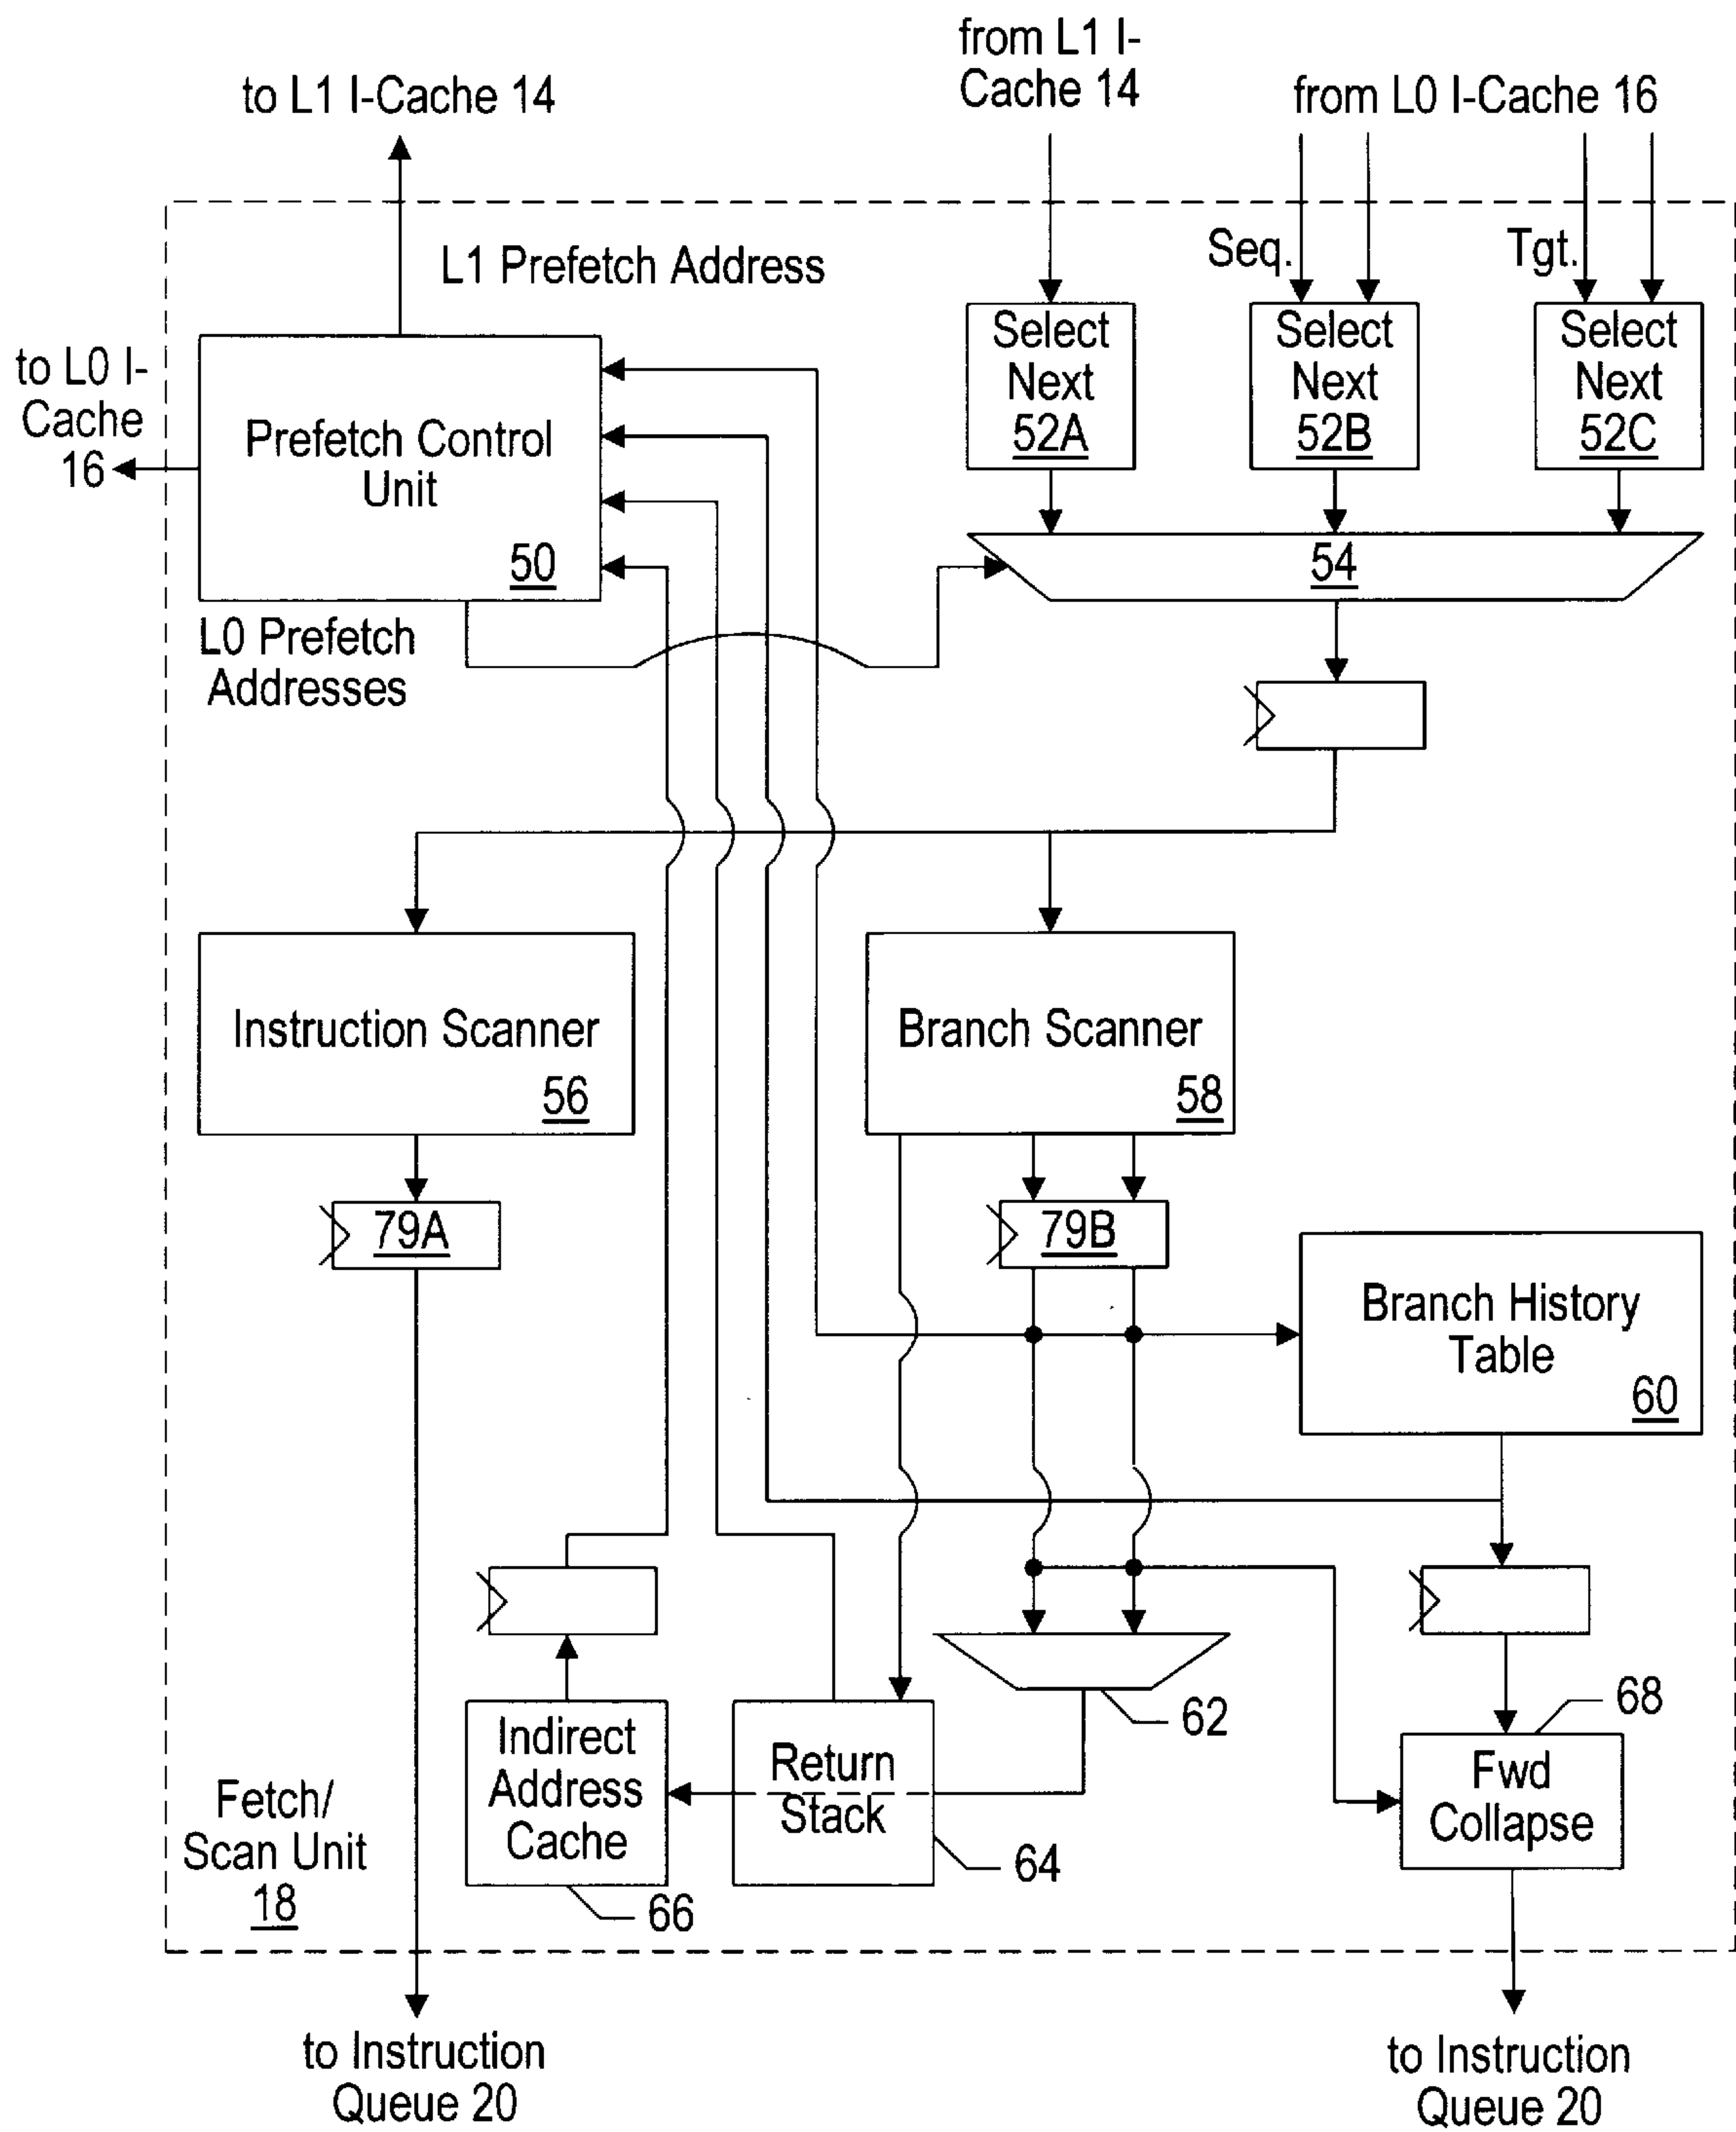 from L1 I-
Cache 14
to L1 I-Cache 14
from L0 I-Cache 16
L1 Prefetch Address
Seq.
Tgt.
to L0 I-
Cache
16
Prefetch Control
Unit
50
Select
Next
52A
Select
Next
52B
Select
Next
52C
54
L0 Prefetch
Addresses
Instruction Scanner
56
Branch Scanner
58
79A
79B
Branch History
Table
60
62
68
Indirect
Address
Cache
66
Return
Stack
64
Fwd
Collapse
Fetch/
Scan Unit
18
to Instruction
Queue 20
to Instruction
Queue 20